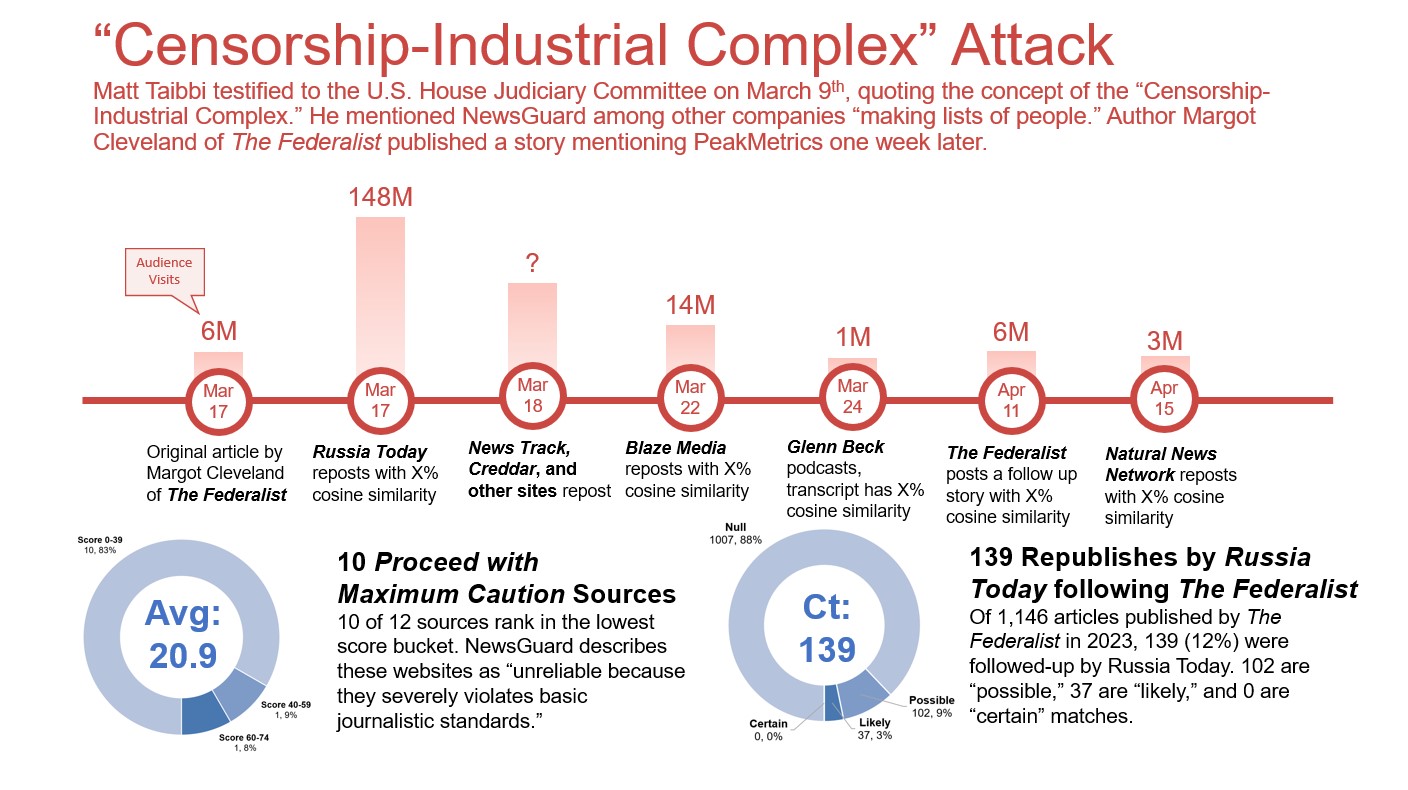 “Censorship-Industrial Complex” Attack
Matt Taibbi testified to the U.S. House Judiciary Committee on March 9th, quoting the concept of the “Censorship-
Industrial Complex.” He mentioned NewsGuard among other companies “making lists of people.” Author Margot
Cleveland of The Federalist published a story mentioning PeakMetrics one week later.
Audience
Visits
6M
148M
?
14M
1M
6M
3M
Mar
17
Mar
17
Mar
18
Mar
22
Mar
24
Apr
11
Apr
15
Original article by
Margot Cleveland
of The Federalist
Russia Today
reposts with X%
cosine similarity
News Track,
Creddar, and
other sites repost
Blaze Media
reposts with X%
cosine similarity
Glenn Beck
podcasts,
transcript has X%
cosine similarity
The Federalist
posts a follow up
story with X%
cosine similarity
Natural News
Network reposts
with X% cosine
similarity
Score 0-39
10, 83%
Avg:
20.9
Score 40-59
1, 9%
Score 60-74
1, 8%
10 Proceed with
Maximum Caution Sources
10 of 12 sources rank in the lowest
score bucket. NewsGuard describes
these websites as “unreliable because
they severely violates basic
journalistic standards.”
Null
1007, 88%
Ct:
139
Possible
102, 9%
Likely
37, 3%
Certain
0, 0%
139 Republishes by Russia
Today following The Federalist
Of 1,146 articles published by The
Federalist in 2023, 139 (12%) were
followed-up by Russia Today. 102 are
“possible,” 37 are “likely,” and 0 are
“certain” matches.